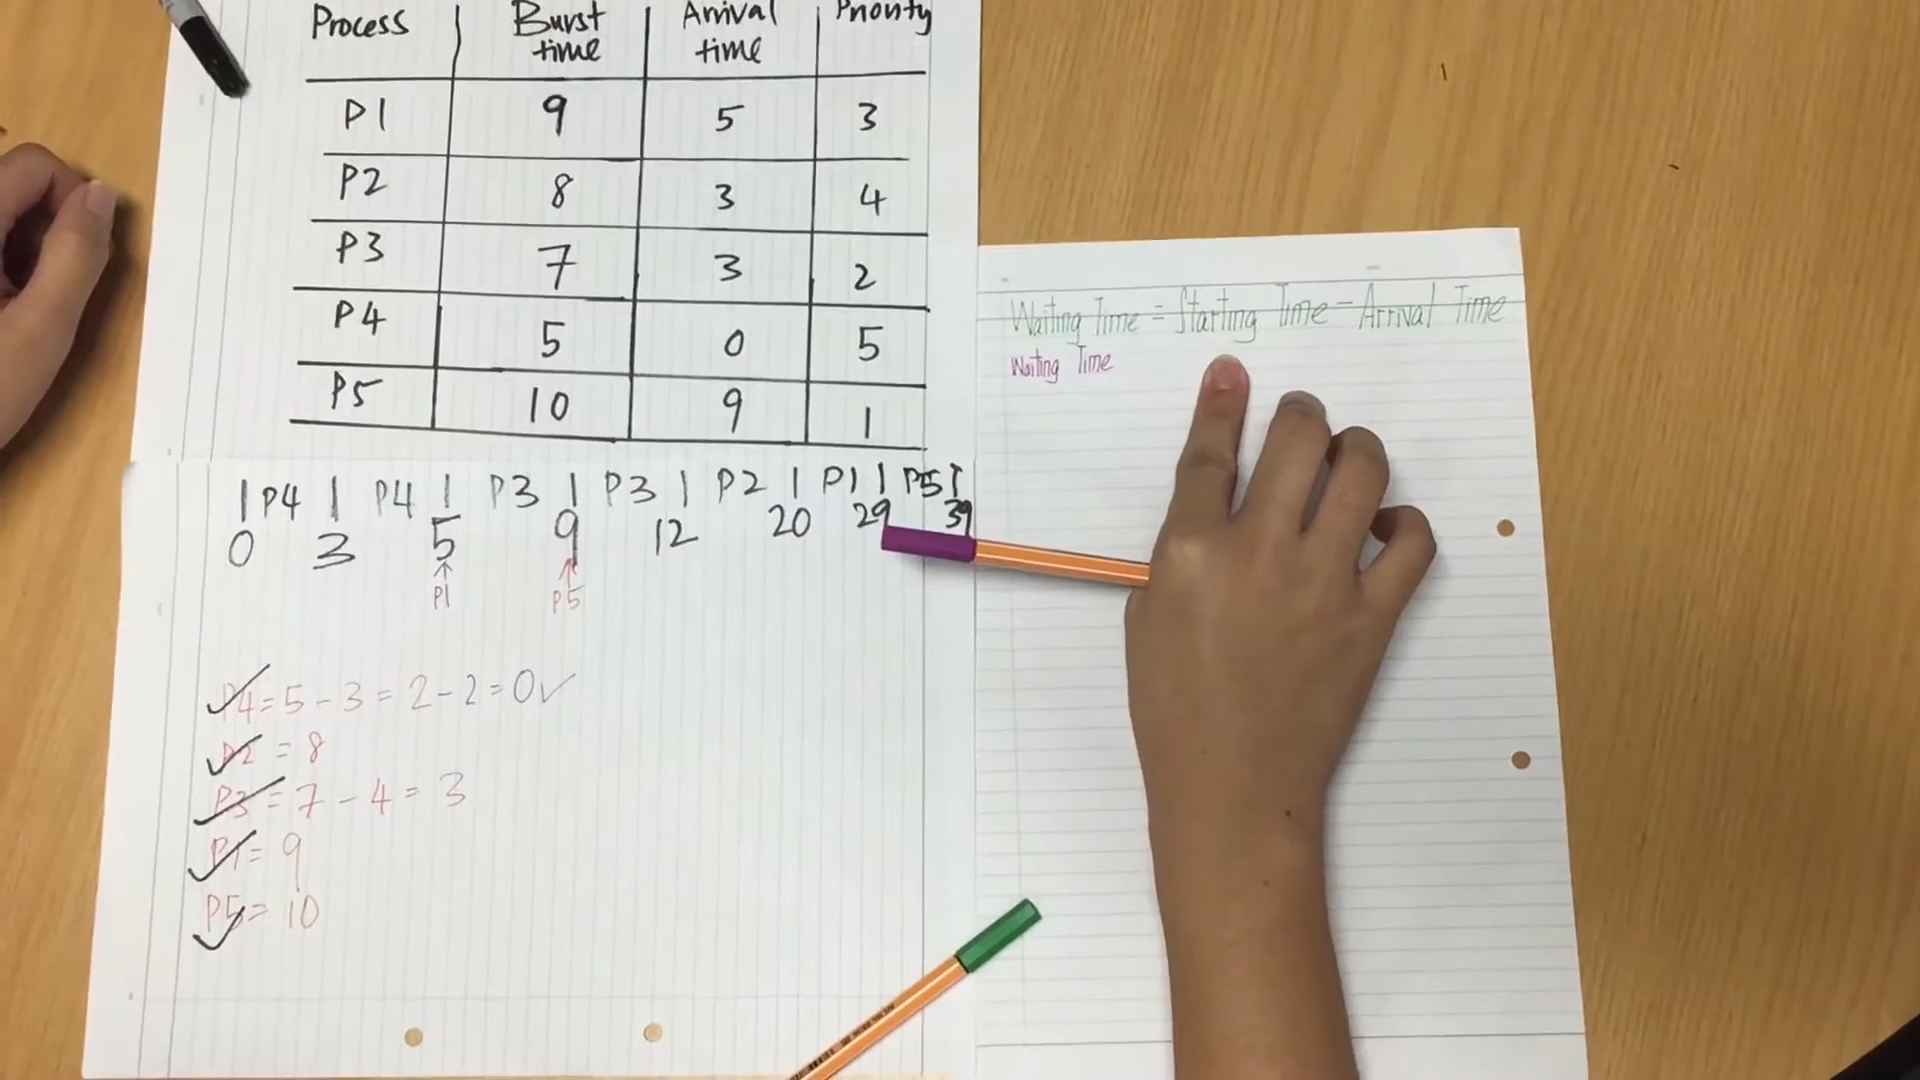 Process Burst time Arrival time Priority
P1 9 5 3
P2 8 3 4
P3 7 3 2
P4 5 0 5
P5 10 9 1
| P4 | P4 | P3 | P3 | P2 | P1 | P5 |
0 3 5 9 12 20 29 39
↑ ↑
P1 P5
P4 = 5 - 3 = 2 - 2 = 0 ✓
P2 = 8
P3 = 7 - 4 = 3
P1 = 9
P5 = 10
Waiting Time = Starting Time - Arrival Time
Waiting Time